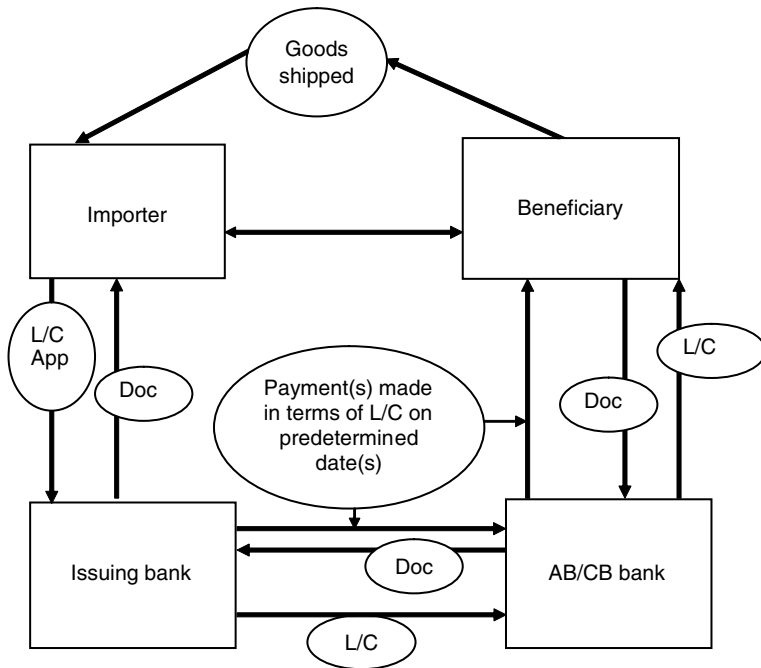 Goods
shipped
Importer
Beneficiary
L/C
App
Doc
Payment(s) made
in terms of L/C on
predetermined
date(s)
Doc
L/C
Issuing bank
Doc
AB/CB bank
L/C